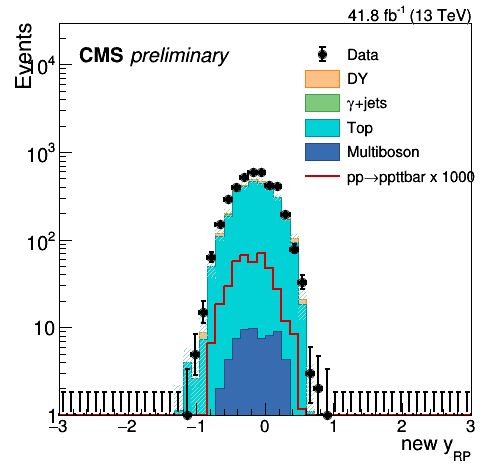 41.8 fb⁻¹ (13 TeV)
Events
CMS preliminary
Data
DY
γ+jets
Top
Multiboson
pp→ppttbar x 1000
10⁴
10³
10²
10
1
−3 −2 −1 0 1 2 3
new y_RP